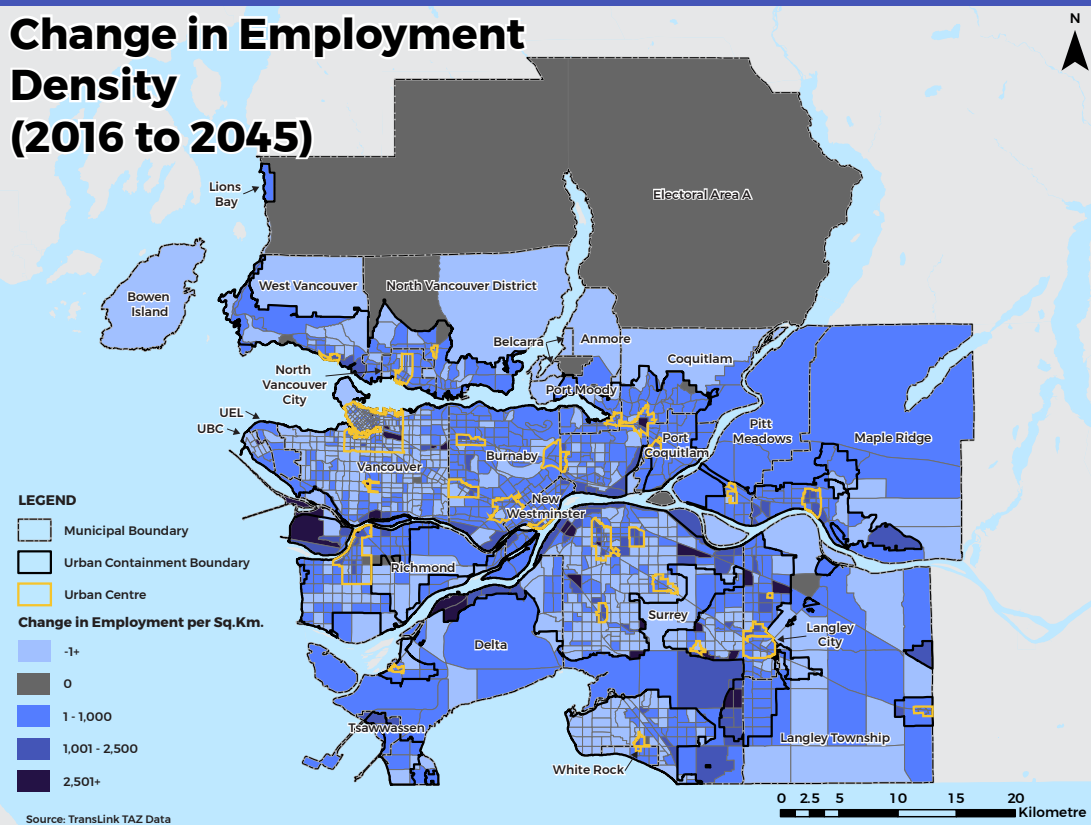 Change in Employment
Density
(2016 to 2045)
N
Lions
Bay
Electoral Area A
Bowen
Island
West Vancouver
North Vancouver District
Belcarra
Anmore
Coquitlam
North
Vancouver
City
Port Moody
UEL
UBC
Vancouver
Burnaby
Port
Coquitlam
Pitt
Meadows
Maple Ridge
New
Westminster
Richmond
Surrey
Delta
Langley
City
Tsawwassen
Langley Township
White Rock
LEGEND
Municipal Boundary
Urban Containment Boundary
Urban Centre
Change in Employment per Sq.Km.
-1+
0
1 - 1,000
1,001 - 2,500
2,501+
0 2.5 5 10 15 20
Kilometre
Source: TransLink TAZ Data